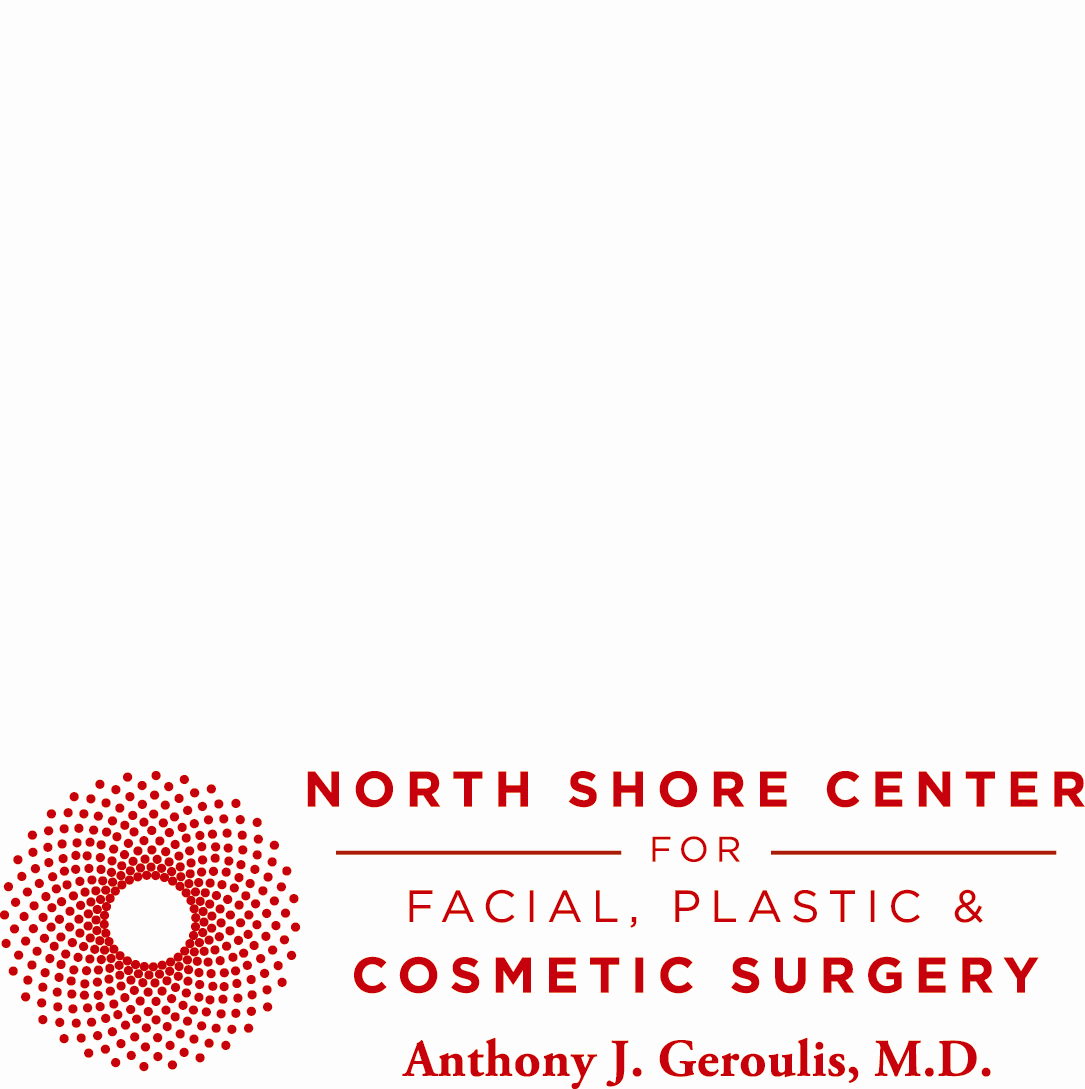 NORTH SHORE CENTER
FOR
FACIAL, PLASTIC &
COSMETIC SURGERY
Anthony J. Geroulis, M.D.